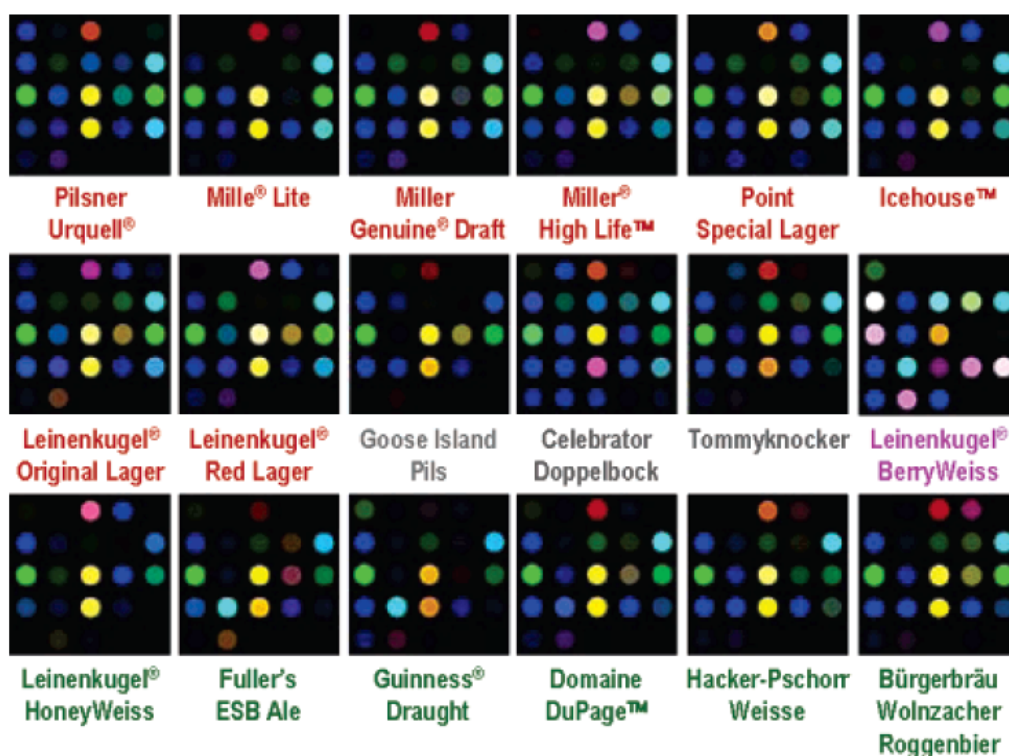 Pilsner
Urquell®
Mille® Lite
Miller
Genuine® Draft
Miller®
High Life™
Point
Special Lager
Icehouse™
Leinenkugel®
Original Lager
Leinenkugel®
Red Lager
Goose Island
Pils
Celebrator
Doppelbock
Tommyknocker
Leinenkugel®
BerryWeiss
Leinenkugel®
HoneyWeiss
Fuller's
ESB Ale
Guinness®
Draught
Domaine
DuPage™
Hacker-Pschorr
Weisse
Bürgerbräu
Wolnzacher
Roggenbier